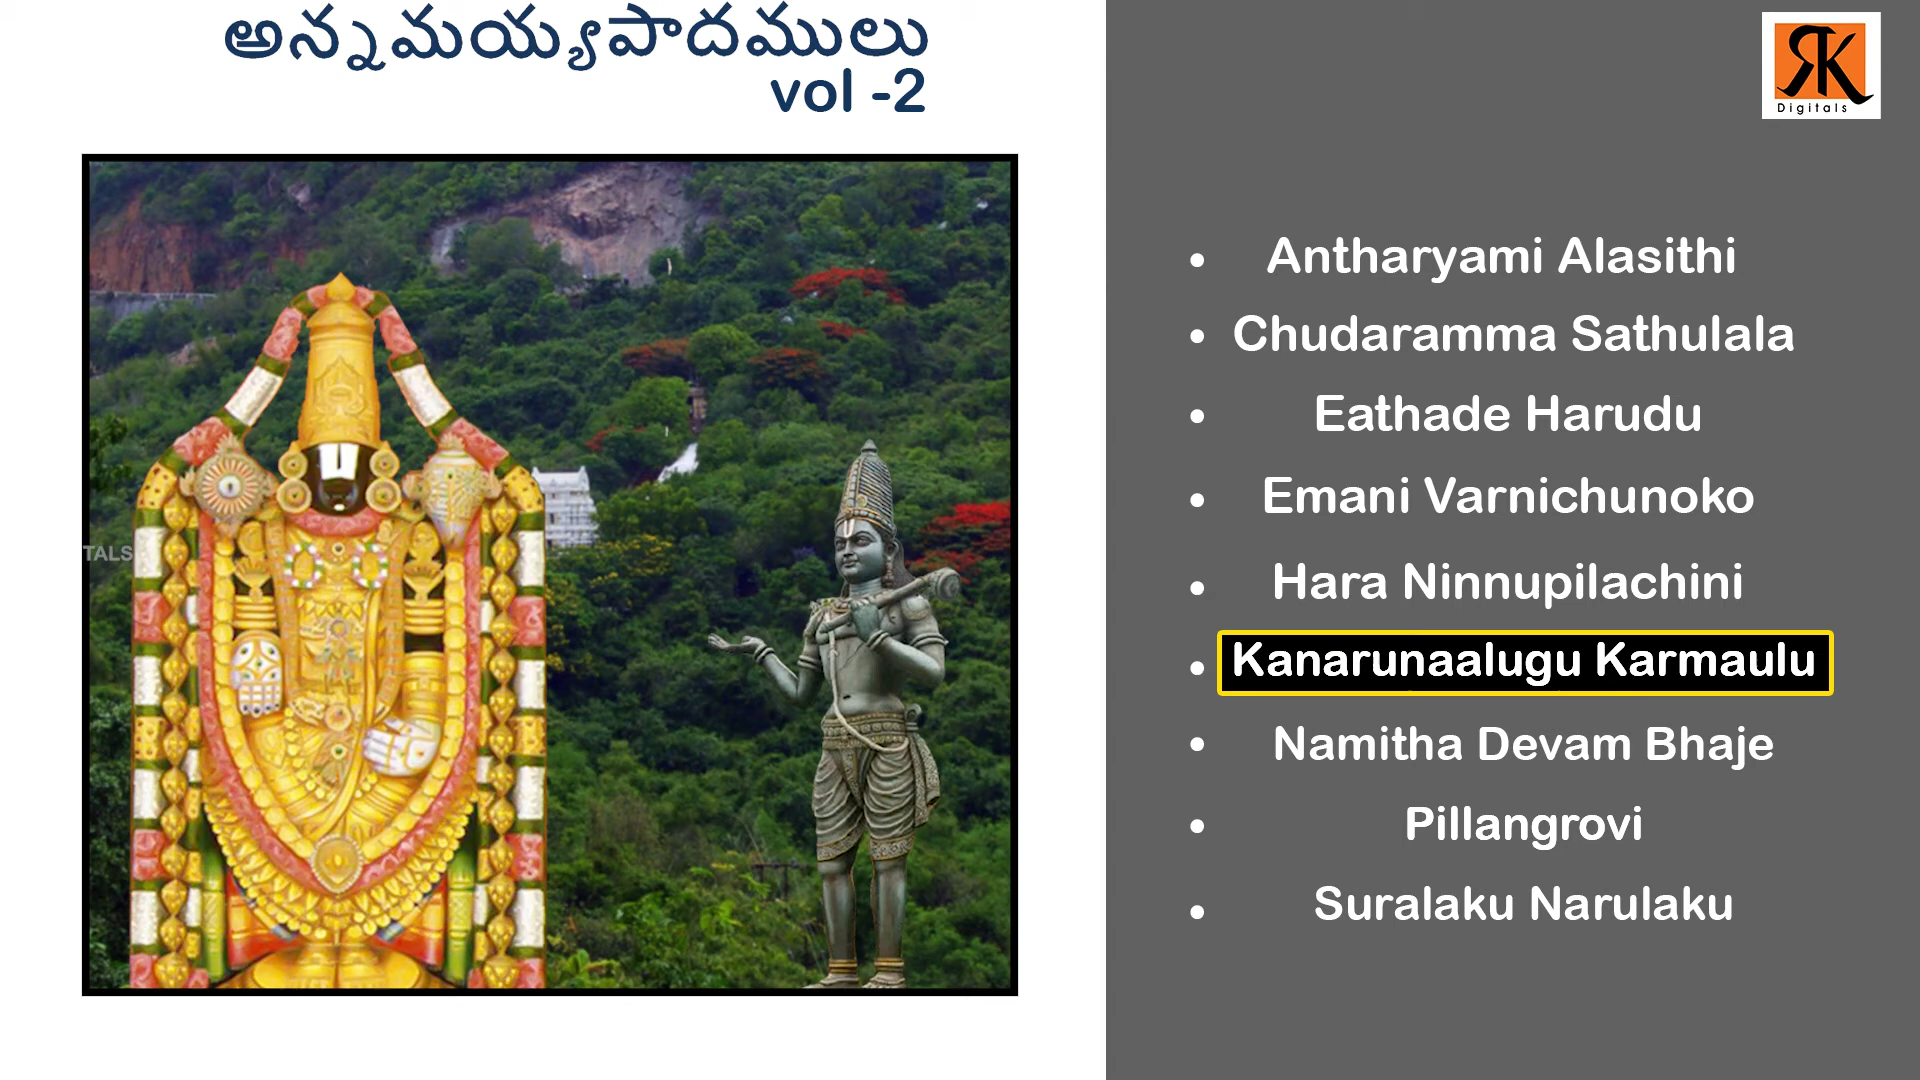 అన్నమయ్యపాదములు
vol -2
RK
Digitals
TALS
Antharyami Alasithi
Chudaramma Sathulala
Eathade Harudu
Emani Varnichunoko
Hara Ninnupilachini
Kanarunaalugu Karmaulu
Namitha Devam Bhaje
Pillangrovi
Suralaku Narulaku